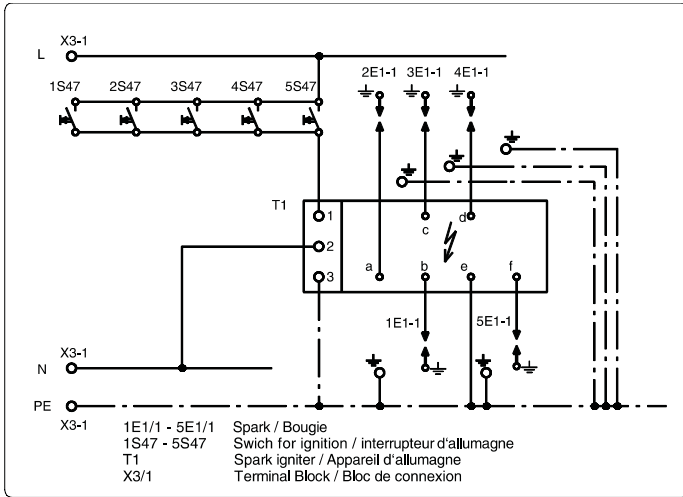 X3-1
L
1S47 2S47 3S47 4S47 5S47 2E1-1 3E1-1 4E1-1
T1
1
2
3
c d
a b e f
1E1-1 5E1-1
X3-1
N
PE
X3-1
1E1/1 - 5E1/1 Spark / Bougie
1S47 - 5S47 Swich for ignition / interrupteur d'allumagne
T1 Spark igniter / Appareil d'allumagne
X3/1 Terminal Block / Bloc de connexion